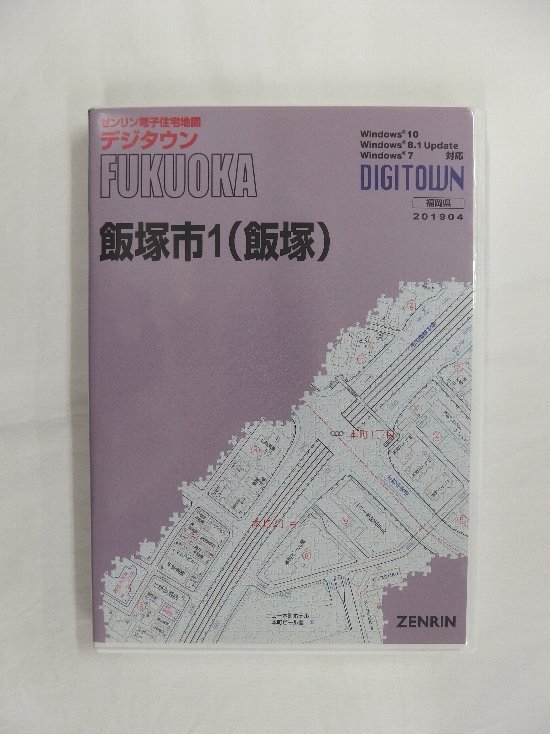 ゼンリン電子住宅地図
デジタウン
FUKUOKA
Windows® 10
Windows® 8.1 Update
Windows® 7 対応
DIGITOWN
福岡県
201904
飯塚市1(飯塚)
ZENRIN